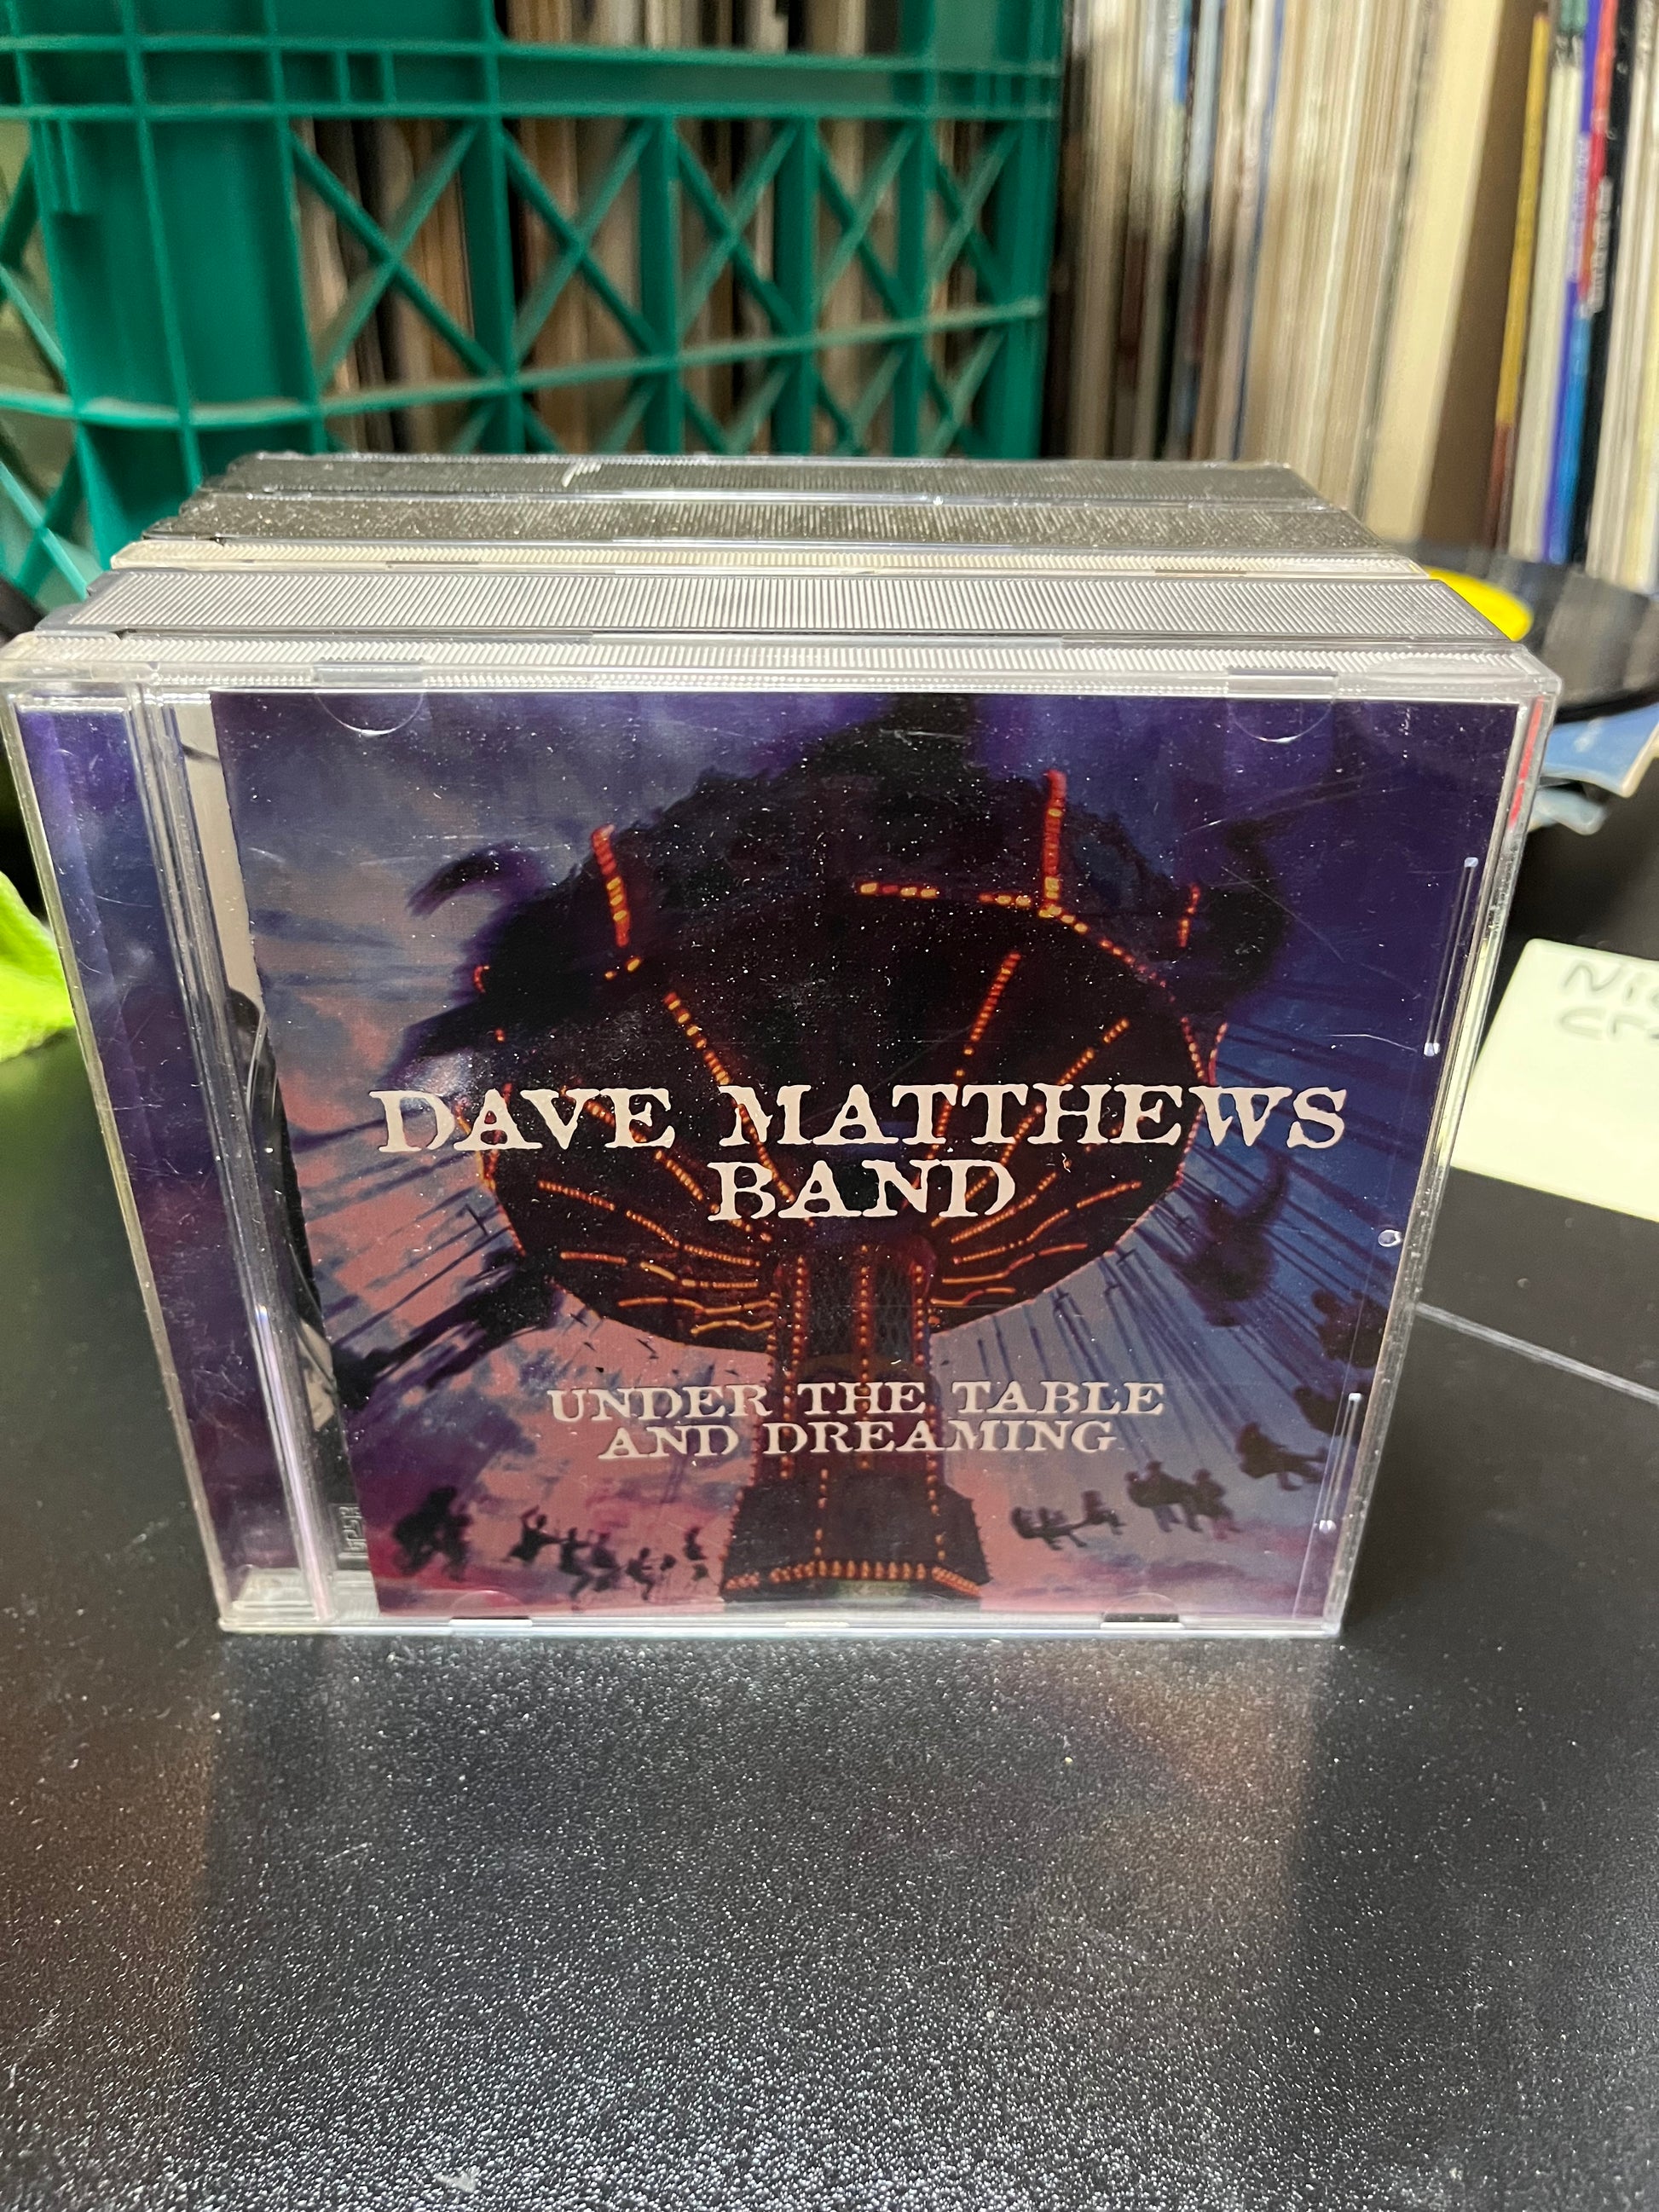 DAVE MATTHEWS
BAND
UNDER THE TABLE
AND DREAMING